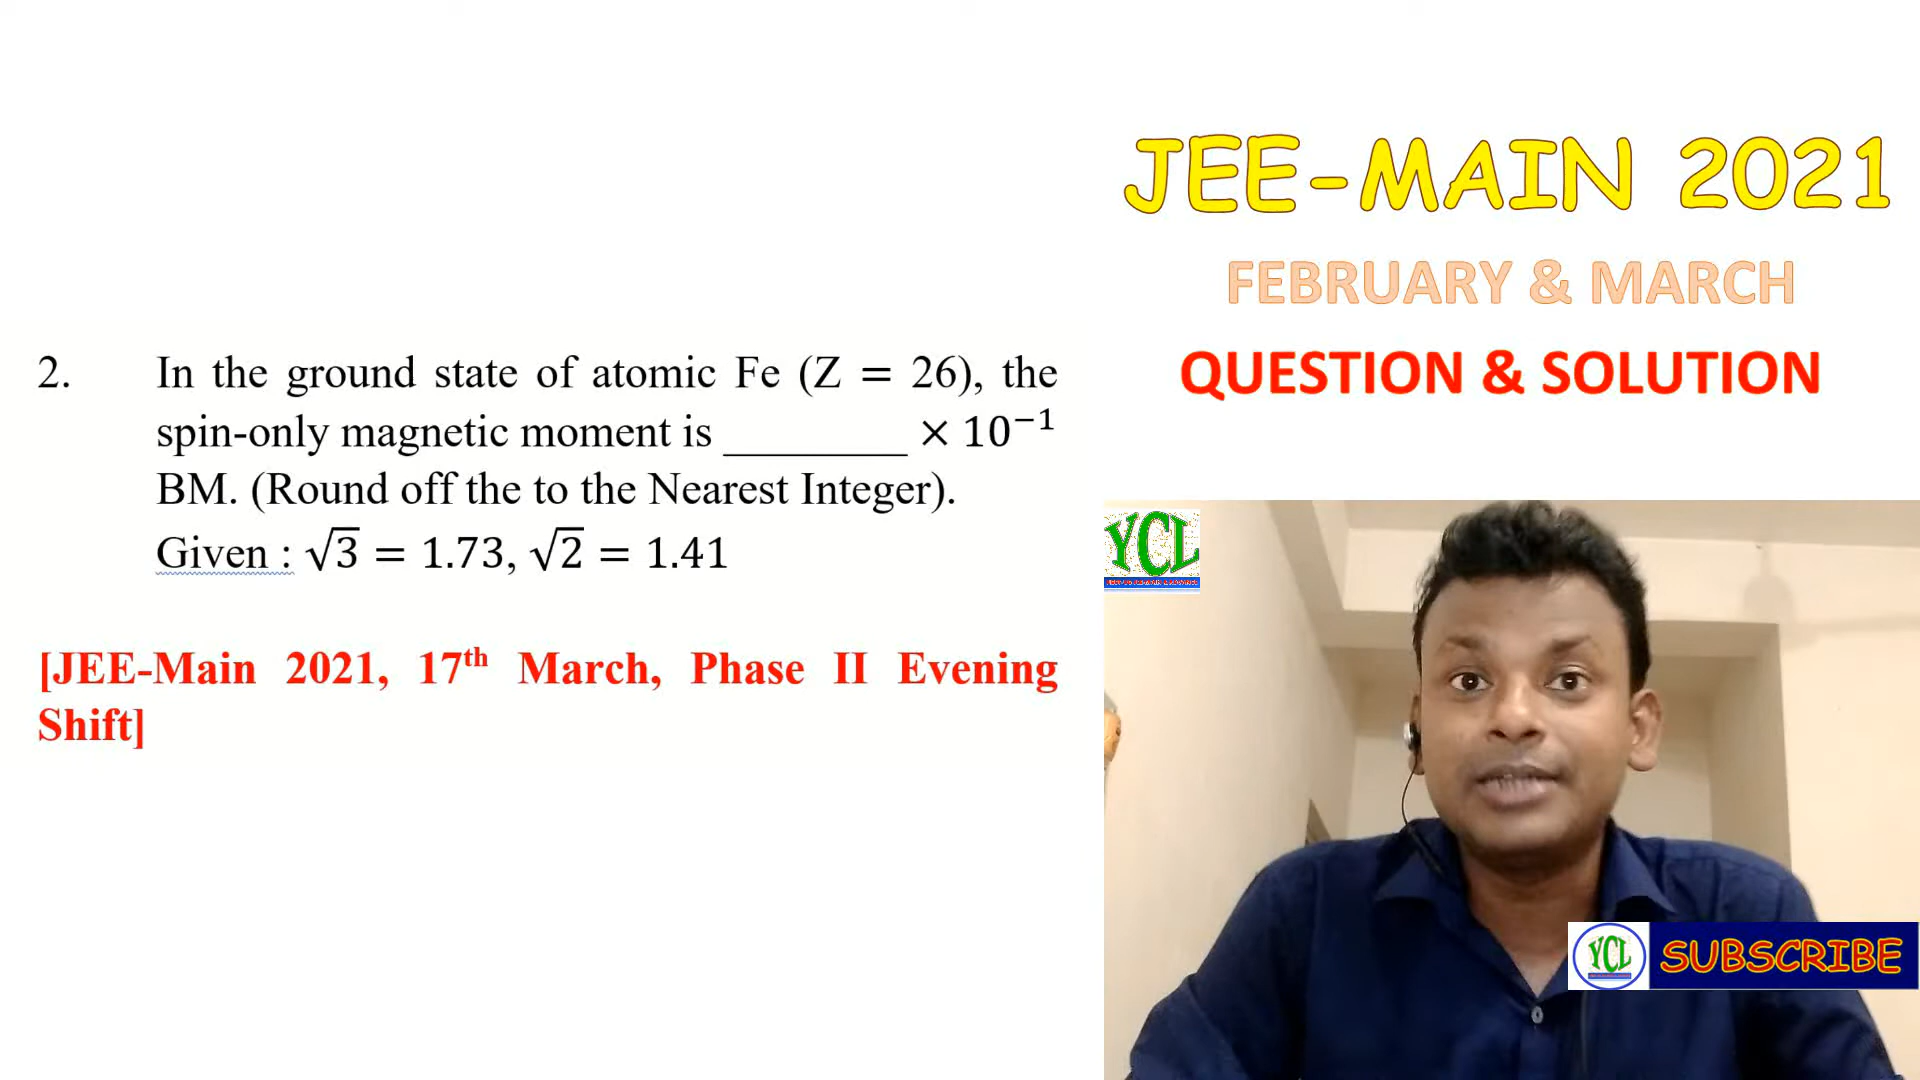 JEE-MAIN 2021
FEBRUARY & MARCH
QUESTION & SOLUTION
2. In the ground state of atomic Fe (Z = 26), the
spin-only magnetic moment is ________ × 10⁻¹
BM. (Round off the to the Nearest Integer).
Given : √3 = 1.73, √2 = 1.41
[JEE-Main 2021, 17th March, Phase II Evening
Shift]
YCL
YCL SUBSCRIBE